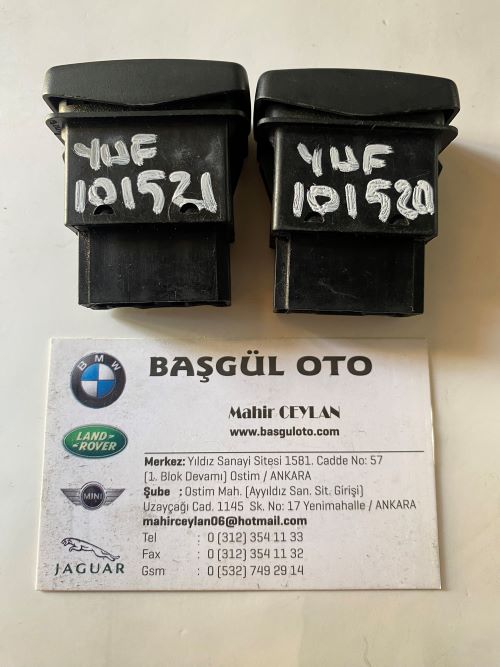 YUF
101521
YUF
101520
BMW
BAŞGÜL OTO
Mahir CEYLAN
www.basguloto.com
LAND-
ROVER
Merkez: Yıldız Sanayi Sitesi 1581. Cadde No: 57
(1. Blok Devamı) Ostim / ANKARA
MINI
Şube : Ostim Mah. (Ayyıldız San. Sit. Girişi)
Uzayçağı Cad. 1145 Sk. No: 17 Yenimahalle / ANKARA
mahirceylan06@hotmail.com
Tel : 0 (312) 354 11 33
Fax : 0 (312) 354 11 32
Gsm : 0 (532) 749 29 14
JAGUAR